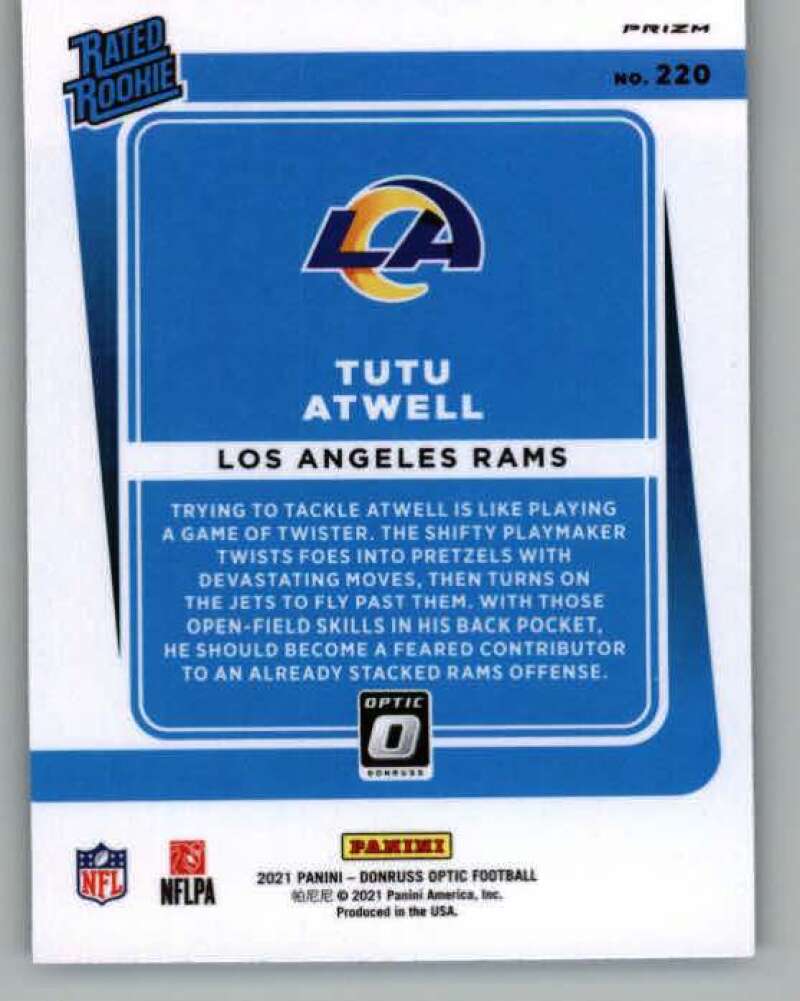 RATED
ROOKIE
PRIZM
NO. 220
LA
TUTU
ATWELL
LOS ANGELES RAMS
TRYING TO TACKLE ATWELL IS LIKE PLAYING
A GAME OF TWISTER. THE SHIFTY PLAYMAKER
TWISTS FOES INTO PRETZELS WITH
DEVASTATING MOVES, THEN TURNS ON
THE JETS TO FLY PAST THEM. WITH THOSE
OPEN-FIELD SKILLS IN HIS BACK POCKET,
HE SHOULD BECOME A FEARED CONTRIBUTOR
TO AN ALREADY STACKED RAMS OFFENSE.
OPTIC
O
DONRUSS
PANINI
NFL
NFLPA
2021 PANINI – DONRUSS OPTIC FOOTBALL
帕尼尼 © 2021 Panini America, Inc.
Produced in the USA.